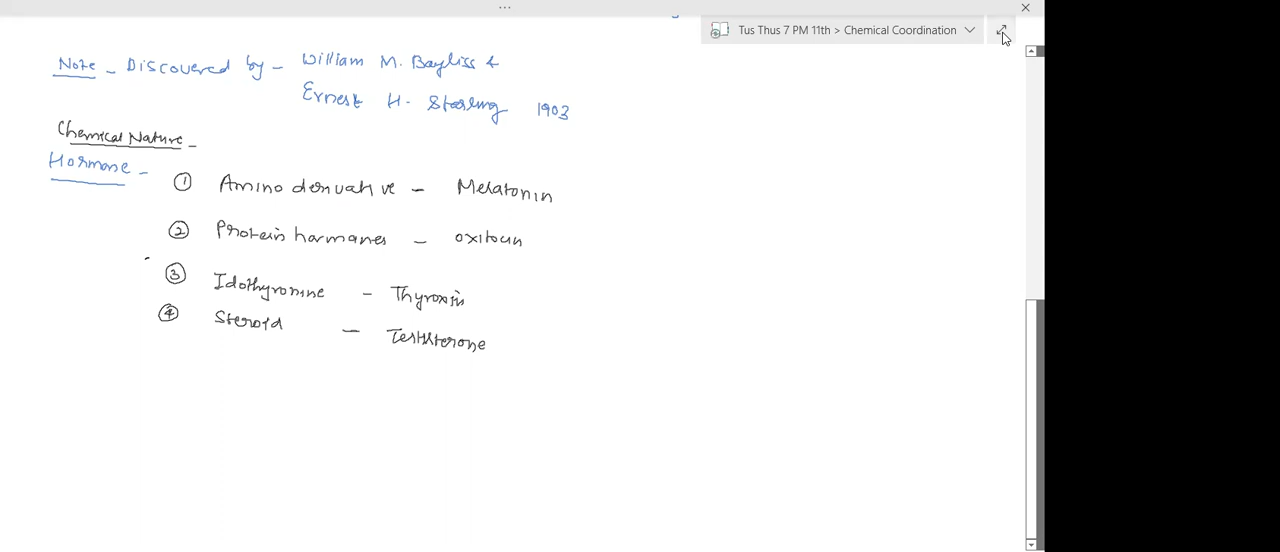 Tus Thus 7 PM 11th > Chemical Coordination
Note - Discovered by - William M. Bayliss &
Ernest H. Starling 1903
Chemical Nature -
Hormone -
① Amino derivative - Melatonin
② Protein hormones - oxitocin
③ Idothyronine - Thyroxin
④ Steroid - Teststerone